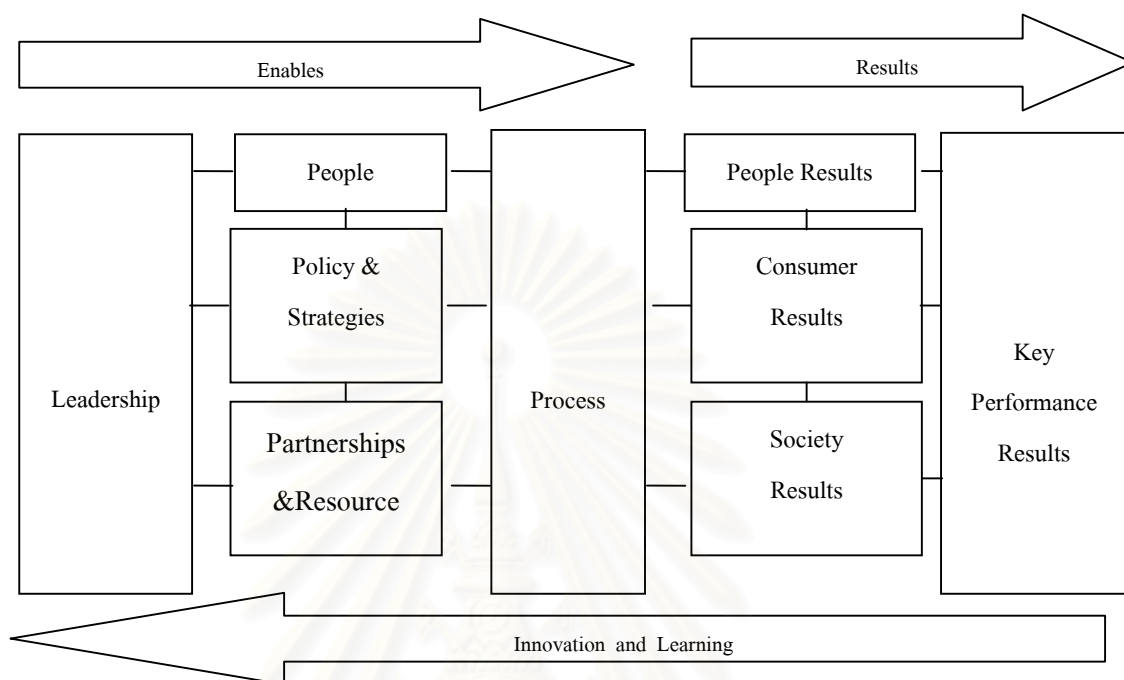 Enables
Results
People
People Results
Policy &
Strategies
Consumer
Results
Leadership
Process
Key
Performance
Results
Partnerships
&Resource
Society
Results
Innovation and Learning